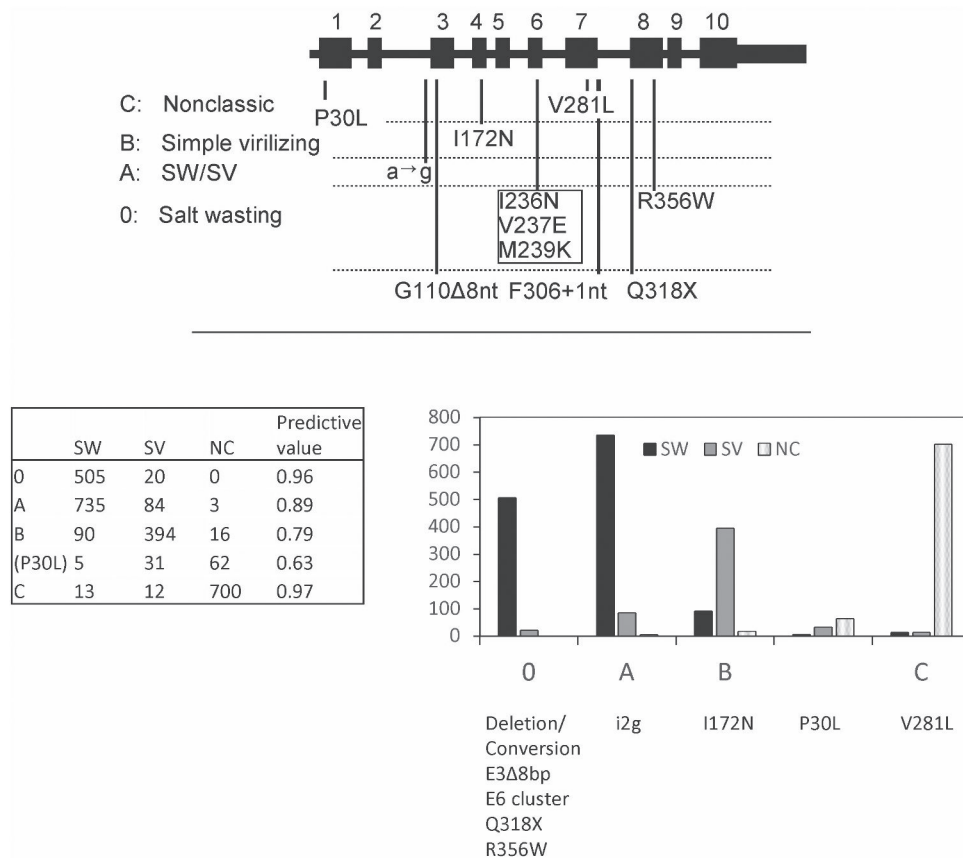 1 2 3 4 5 6 7 8 9 10
C: Nonclassic
P30L
V281L
I172N
B: Simple virilizing
A: SW/SV
a→g
0: Salt wasting
I236N
V237E
M239K
R356W
G110Δ8nt F306+1nt Q318X
SW SV NC Predictive value
0 505 20 0 0.96
A 735 84 3 0.89
B 90 394 16 0.79
(P30L) 5 31 62 0.63
C 13 12 700 0.97
800
700
600
500
400
300
200
100
0
SW SV NC
0 A B C
Deletion/ i2g I172N P30L V281L
Conversion
E3Δ8bp
E6 cluster
Q318X
R356W